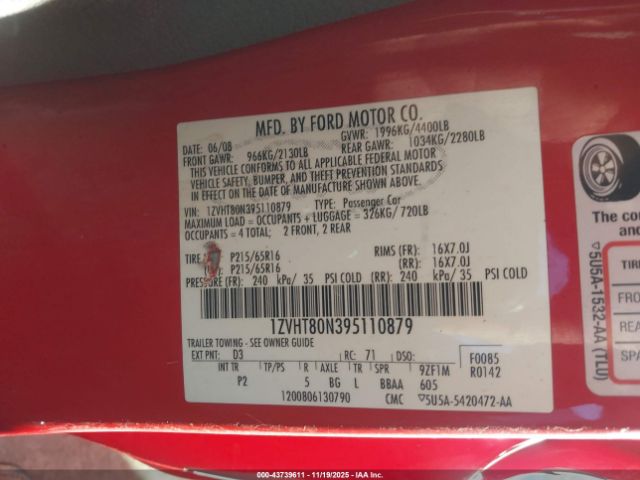 MFD. BY FORD MOTOR CO.
DATE: 06/08 GVWR: 1996KG/4400LB
FRONT GAWR: 966KG/2130LB REAR GAWR: 1034KG/2280LB
THIS VEHICLE CONFORMS TO ALL APPLICABLE FEDERAL MOTOR
VEHICLE SAFETY, BUMPER, AND THEFT PREVENTION STANDARDS
IN EFFECT ON THE DATE OF MANUFACTURE SHOWN ABOVE.
VIN: 1ZVHT80N395110879 TYPE: Passenger Car
MAXIMUM LOAD = OCCUPANTS + LUGGAGE = 326KG/720LB
OCCUPANTS = 4 TOTAL; 2 FRONT, 2 REAR
TIRE P215/65R16 RIMS (FR): 16X7.0J
P215/65R16 (RR): 16X7.0J
PRESSURE (FR): 240 kPa/ 35 PSI COLD (RR): 240 kPa/ 35 PSI COLD
1ZVHT80N395110879
TRAILER TOWING - SEE OWNER GUIDE
EXT PNT: D3 RC: 71 DSO: F0085
INT TR TP/PS R AXLE TR SPR 9ZF1M R0142
P2 5 BG L BBAA 605
1200806130790 CMC ▽5U5A-5420472-AA
The co
and
▽5U5A-1532-AA (TLU)
TIRE
FRO
REA
SPA
000-43739611 - 11/19/2025 - IAA Inc.